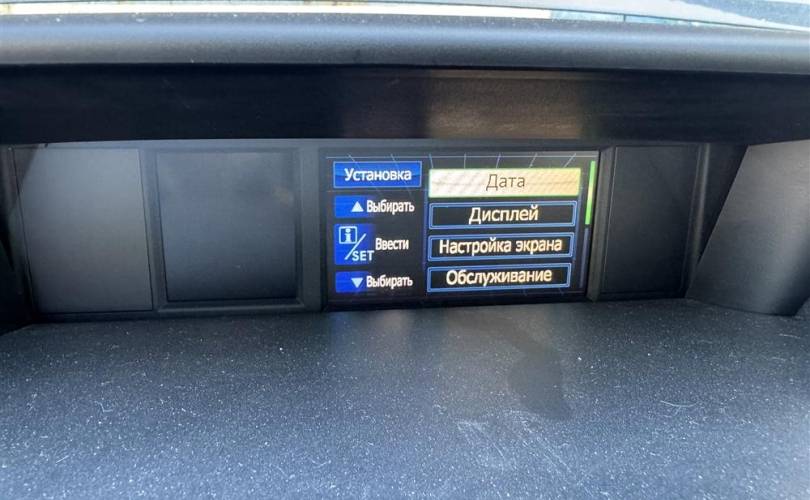 Установка
▲ Выбирать
i/SET Ввести
▼ Выбирать
Дата
Дисплей
Настройка экрана
Обслуживание